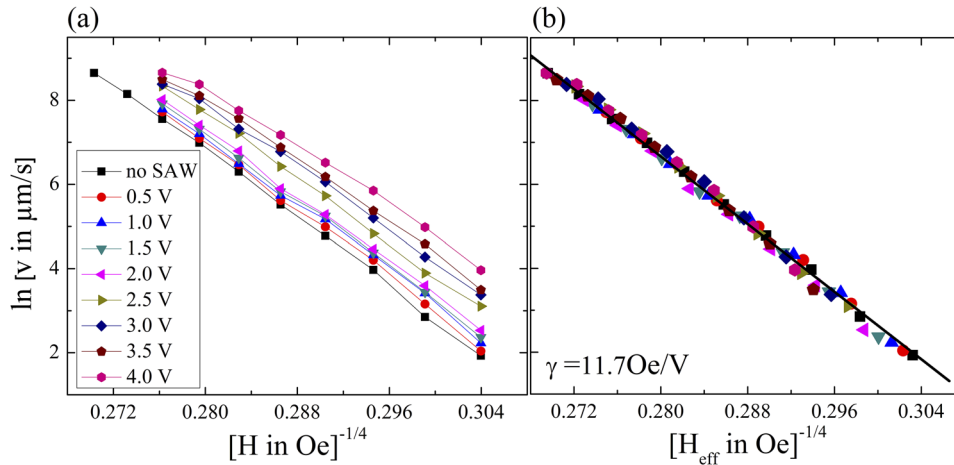 (a)
(b)
ln [v in μm/s]
8
6
4
2
no SAW
0.5 V
1.0 V
1.5 V
2.0 V
2.5 V
3.0 V
3.5 V
4.0 V
γ =11.7Oe/V
0.272 0.280 0.288 0.296 0.304
0.272 0.280 0.288 0.296 0.304
[H in Oe]^-1/4
[H_eff in Oe]^-1/4